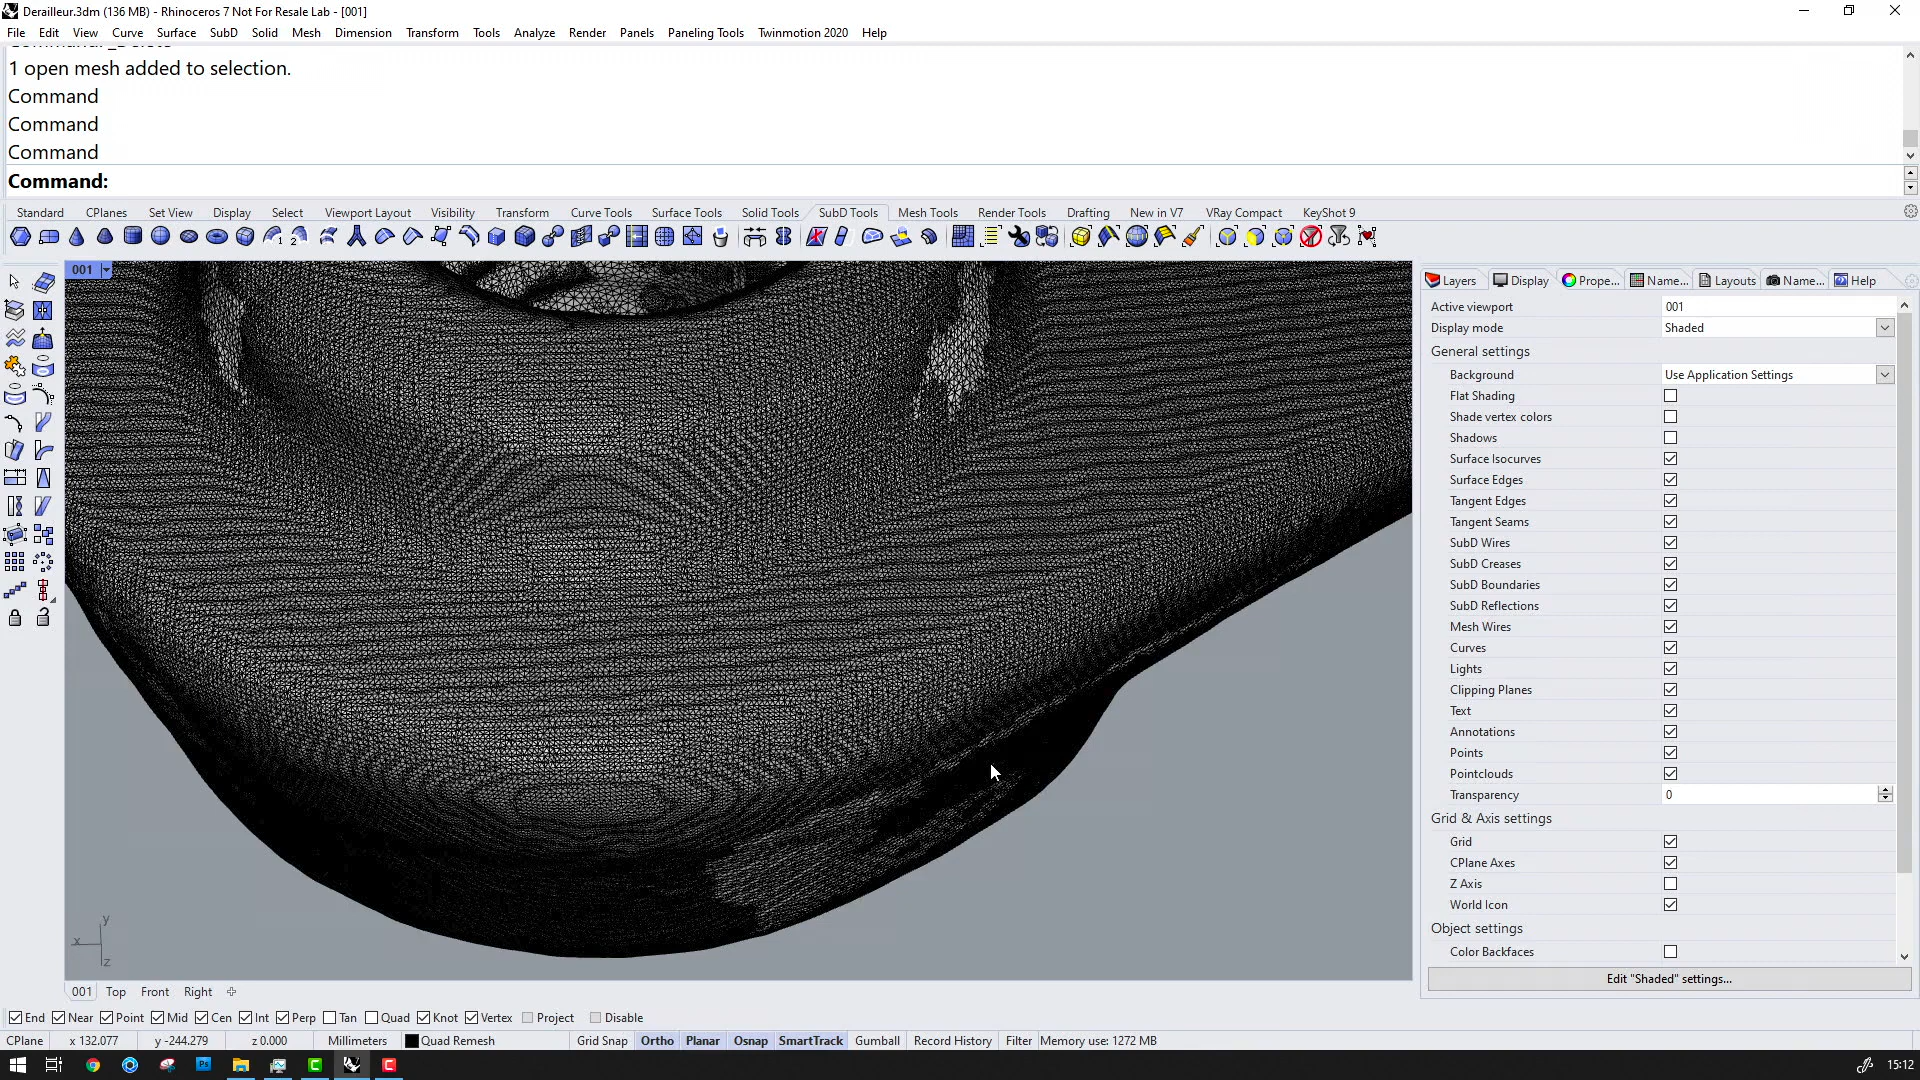 Derailleur.3dm (136 MB) - Rhinoceros 7 Not For Resale Lab - [001]
File Edit View Curve Surface SubD Solid Mesh Dimension Transform Tools Analyze Render Panels Paneling Tools Twinmotion 2020 Help
1 open mesh added to selection.
Command
Command
Command
Command:
Standard CPlanes Set View Display Select Viewport Layout Visibility Transform Curve Tools Surface Tools Solid Tools SubD Tools Mesh Tools Render Tools Drafting New in V7 VRay Compact KeyShot 9
001
Layers Display Prope... Name... Layouts Name... Help
Active viewport 001
Display mode Shaded
General settings
Background Use Application Settings
Flat Shading
Shade vertex colors
Shadows
Surface Isocurves
Surface Edges
Tangent Edges
Tangent Seams
SubD Wires
SubD Creases
SubD Boundaries
SubD Reflections
Mesh Wires
Curves
Lights
Clipping Planes
Text
Annotations
Points
Pointclouds
Transparency 0
Grid & Axis settings
Grid
CPlane Axes
Z Axis
World Icon
Object settings
Color Backfaces
Edit "Shaded" settings...
y
x
z
001 Top Front Right
End Near Point Mid Cen Int Perp Tan Quad Knot Vertex Project Disable
CPlane x 132.077 y -244.279 z 0.000 Millimeters Quad Remesh Grid Snap Ortho Planar Osnap SmartTrack Gumball Record History Filter Memory use: 1272 MB
15:12